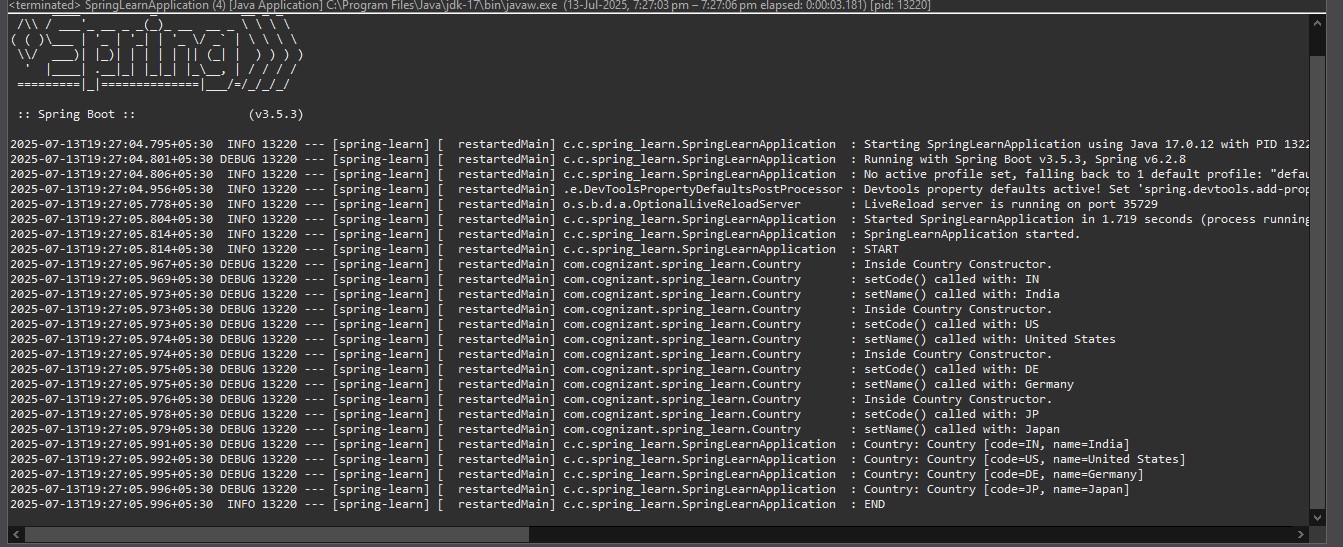 <terminated> SpringLearnApplication (4) [Java Application] C:\Program Files\Java\jdk-17\bin\javaw.exe (13-Jul-2025, 7:27:03 pm – 7:27:06 pm elapsed: 0:00:03.181) [pid: 13220]
 /\\ / ___'_ __ _ _(_)_ __  __ _ \ \ \ \
( ( )\___ | '_ | '_| | '_ \/ _` | \ \ \ \
 \\/  ___)| |_)| | | | | || (_| |  ) ) ) )
  '  |____| .__|_| |_|_| |_\__, | / / / /
 =========|_|==============|___/=/_/_/_/
 :: Spring Boot ::                (v3.5.3)
2025-07-13T19:27:04.795+05:30  INFO 13220 --- [spring-learn] [  restartedMain] c.c.spring_learn.SpringLearnApplication  : Starting SpringLearnApplication using Java 17.0.12 with PID 1322
2025-07-13T19:27:04.801+05:30 DEBUG 13220 --- [spring-learn] [  restartedMain] c.c.spring_learn.SpringLearnApplication  : Running with Spring Boot v3.5.3, Spring v6.2.8
2025-07-13T19:27:04.806+05:30  INFO 13220 --- [spring-learn] [  restartedMain] c.c.spring_learn.SpringLearnApplication  : No active profile set, falling back to 1 default profile: "defau
2025-07-13T19:27:04.956+05:30  INFO 13220 --- [spring-learn] [  restartedMain] .e.DevToolsPropertyDefaultsPostProcessor : Devtools property defaults active! Set 'spring.devtools.add-prop
2025-07-13T19:27:05.778+05:30  INFO 13220 --- [spring-learn] [  restartedMain] o.s.b.d.a.OptionalLiveReloadServer       : LiveReload server is running on port 35729
2025-07-13T19:27:05.804+05:30  INFO 13220 --- [spring-learn] [  restartedMain] c.c.spring_learn.SpringLearnApplication  : Started SpringLearnApplication in 1.719 seconds (process running
2025-07-13T19:27:05.814+05:30  INFO 13220 --- [spring-learn] [  restartedMain] c.c.spring_learn.SpringLearnApplication  : SpringLearnApplication started.
2025-07-13T19:27:05.814+05:30  INFO 13220 --- [spring-learn] [  restartedMain] c.c.spring_learn.SpringLearnApplication  : START
2025-07-13T19:27:05.967+05:30 DEBUG 13220 --- [spring-learn] [  restartedMain] com.cognizant.spring_learn.Country       : Inside Country Constructor.
2025-07-13T19:27:05.969+05:30 DEBUG 13220 --- [spring-learn] [  restartedMain] com.cognizant.spring_learn.Country       : setCode() called with: IN
2025-07-13T19:27:05.973+05:30 DEBUG 13220 --- [spring-learn] [  restartedMain] com.cognizant.spring_learn.Country       : setName() called with: India
2025-07-13T19:27:05.973+05:30 DEBUG 13220 --- [spring-learn] [  restartedMain] com.cognizant.spring_learn.Country       : Inside Country Constructor.
2025-07-13T19:27:05.973+05:30 DEBUG 13220 --- [spring-learn] [  restartedMain] com.cognizant.spring_learn.Country       : setCode() called with: US
2025-07-13T19:27:05.974+05:30 DEBUG 13220 --- [spring-learn] [  restartedMain] com.cognizant.spring_learn.Country       : setName() called with: United States
2025-07-13T19:27:05.974+05:30 DEBUG 13220 --- [spring-learn] [  restartedMain] com.cognizant.spring_learn.Country       : Inside Country Constructor.
2025-07-13T19:27:05.975+05:30 DEBUG 13220 --- [spring-learn] [  restartedMain] com.cognizant.spring_learn.Country       : setCode() called with: DE
2025-07-13T19:27:05.975+05:30 DEBUG 13220 --- [spring-learn] [  restartedMain] com.cognizant.spring_learn.Country       : setName() called with: Germany
2025-07-13T19:27:05.976+05:30 DEBUG 13220 --- [spring-learn] [  restartedMain] com.cognizant.spring_learn.Country       : Inside Country Constructor.
2025-07-13T19:27:05.978+05:30 DEBUG 13220 --- [spring-learn] [  restartedMain] com.cognizant.spring_learn.Country       : setCode() called with: JP
2025-07-13T19:27:05.979+05:30 DEBUG 13220 --- [spring-learn] [  restartedMain] com.cognizant.spring_learn.Country       : setName() called with: Japan
2025-07-13T19:27:05.991+05:30 DEBUG 13220 --- [spring-learn] [  restartedMain] c.c.spring_learn.SpringLearnApplication  : Country: Country [code=IN, name=India]
2025-07-13T19:27:05.992+05:30 DEBUG 13220 --- [spring-learn] [  restartedMain] c.c.spring_learn.SpringLearnApplication  : Country: Country [code=US, name=United States]
2025-07-13T19:27:05.995+05:30 DEBUG 13220 --- [spring-learn] [  restartedMain] c.c.spring_learn.SpringLearnApplication  : Country: Country [code=DE, name=Germany]
2025-07-13T19:27:05.996+05:30 DEBUG 13220 --- [spring-learn] [  restartedMain] c.c.spring_learn.SpringLearnApplication  : Country: Country [code=JP, name=Japan]
2025-07-13T19:27:05.996+05:30  INFO 13220 --- [spring-learn] [  restartedMain] c.c.spring_learn.SpringLearnApplication  : END